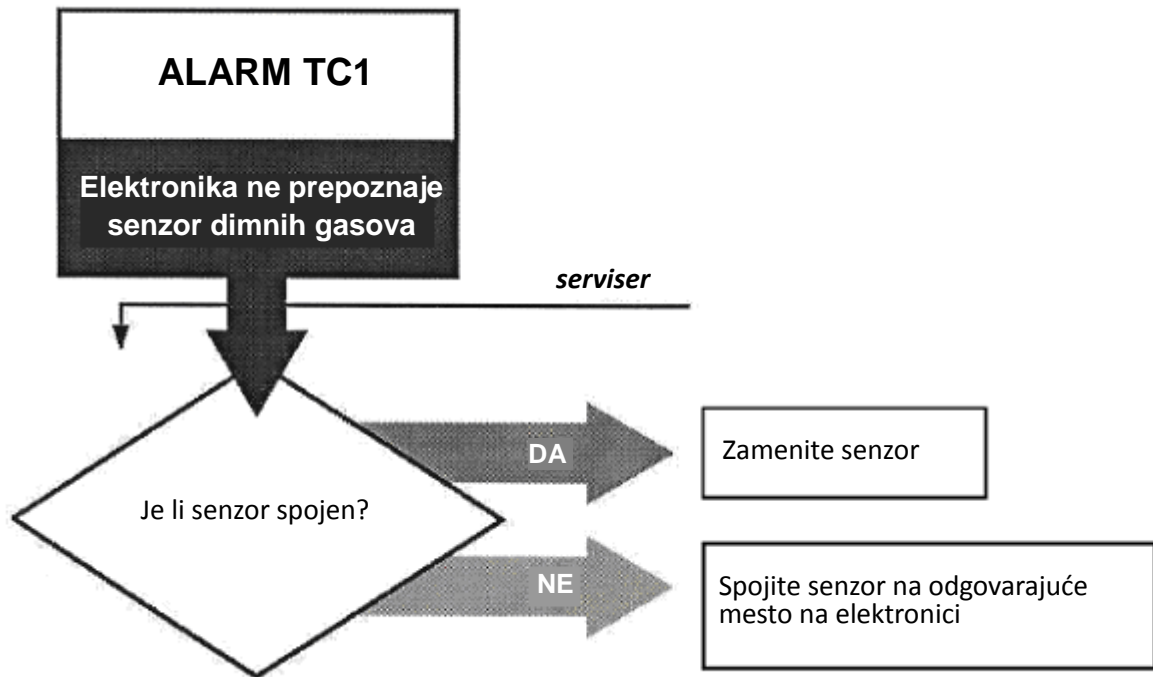 ALARM TC1
Elektronika ne prepoznaje
senzor dimnih gasova
serviser
Je li senzor spojen?
DA
Zamenite senzor
NE
Spojite senzor na odgovarajuće
mesto na elektronici